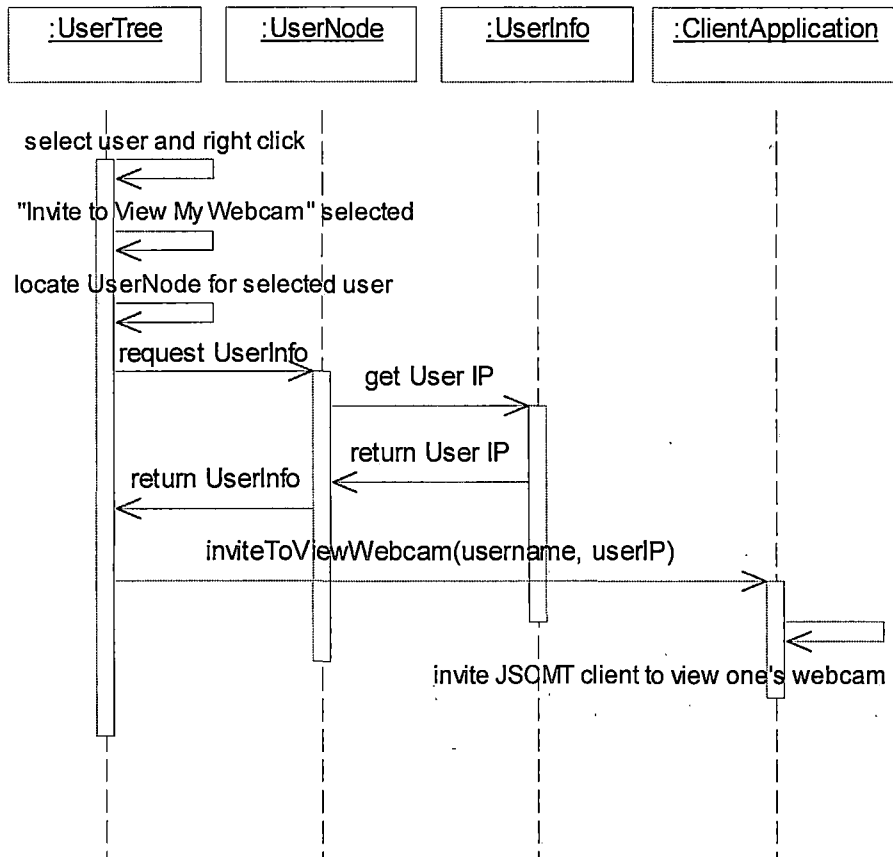 :UserTree
:UserNode
:UserInfo
:ClientApplication
select user and right click
"Invite to View My Webcam" selected
locate UserNode for selected user
request UserInfo
get User IP
return User IP
return UserInfo
inviteToViewWebcam(username, userIP)
invite JSCMT client to view one's webcam